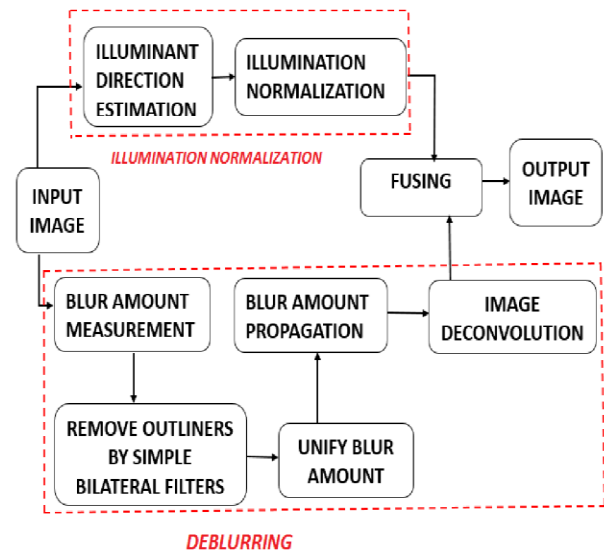 ILLUMINANT
DIRECTION
ESTIMATION
ILLUMINATION
NORMALIZATION
ILLUMINATION NORMALIZATION
INPUT
IMAGE
FUSING
OUTPUT
IMAGE
BLUR AMOUNT
MEASUREMENT
BLUR AMOUNT
PROPAGATION
IMAGE
DECONVOLUTION
REMOVE OUTLINERS
BY SIMPLE
BILATERAL FILTERS
UNIFY BLUR
AMOUNT
DEBLURRING